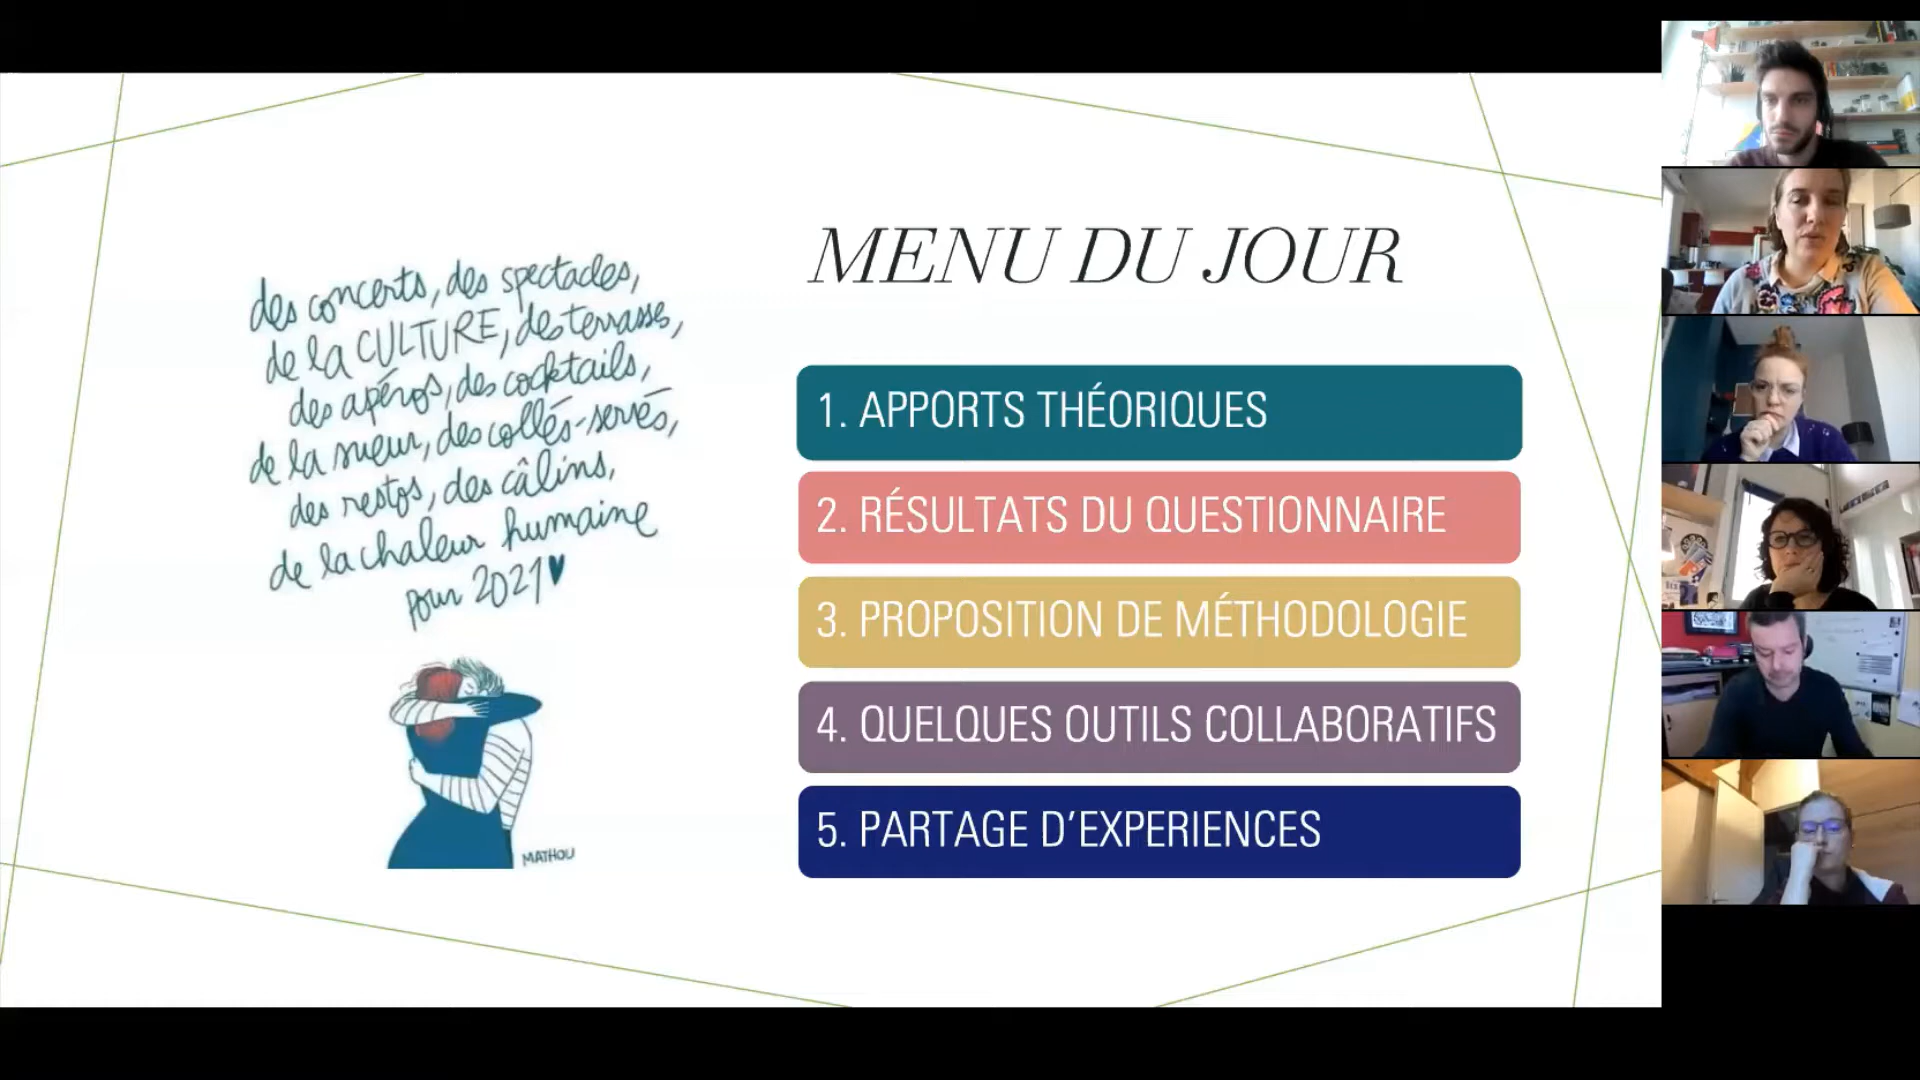 des concerts, des spectacles,
de la CULTURE, des terrasses,
des apéros, des cocktails,
de la sueur, des collés-serrés,
des restos, des câlins,
de la chaleur humaine
pour 2021
MATHOU
MENU DU JOUR
1. APPORTS THÉORIQUES
2. RÉSULTATS DU QUESTIONNAIRE
3. PROPOSITION DE MÉTHODOLOGIE
4. QUELQUES OUTILS COLLABORATIFS
5. PARTAGE D'EXPERIENCES